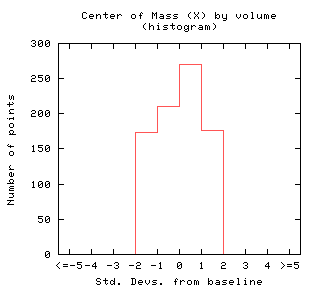 Center of Mass (X) by volume
(histogram)
300
250
200
150
100
50
0
Number of points
<=-5 -4 -3 -2 -1 0 1 2 3 4 >=5
Std. Devs. from baseline